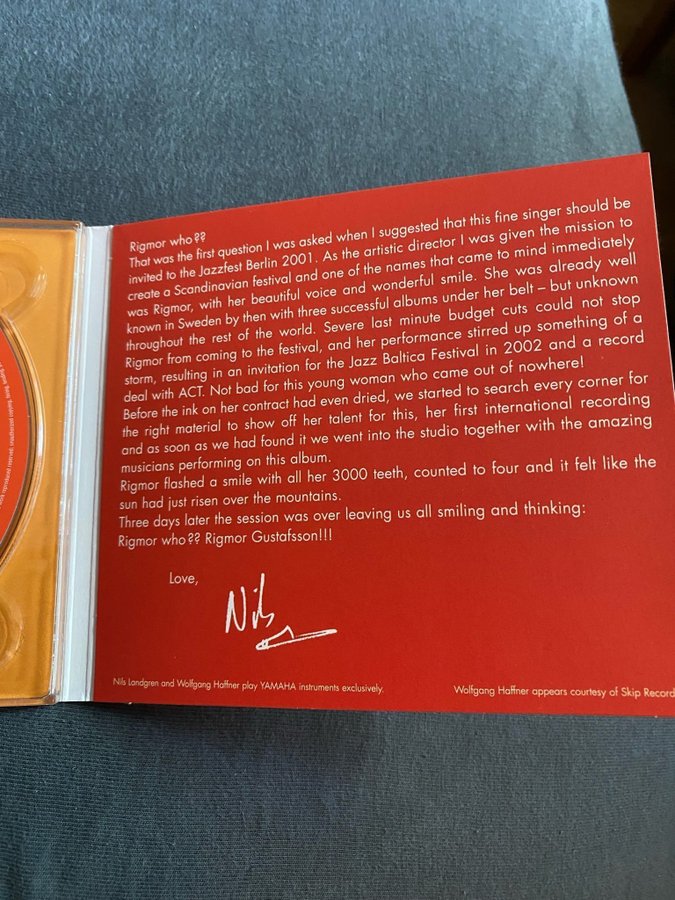 Rigmor who??
That was the first question I was asked when I suggested that this fine singer should be
invited to the Jazzfest Berlin 2001. As the artistic director I was given the mission to
create a Scandinavian festival and one of the names that came to mind immediately
was Rigmor, with her beautiful voice and wonderful smile. She was already well
known in Sweden by then with three successful albums under her belt – but unknown
throughout the rest of the world. Severe last minute budget cuts could not stop
Rigmor from coming to the festival, and her performance stirred up something of a
storm, resulting in an invitation for the Jazz Baltica Festival in 2002 and a record
deal with ACT. Not bad for this young woman who came out of nowhere!
Before the ink on her contract had even dried, we started to search every corner for
the right material to show off her talent for this, her first international recording
and as soon as we had found it we went into the studio together with the amazing
musicians performing on this album.
Rigmor flashed a smile with all her 3000 teeth, counted to four and it felt like the
sun had just risen over the mountains.
Three days later the session was over leaving us all smiling and thinking:
Rigmor who?? Rigmor Gustafsson!!!
Love,
Nils
Nils Landgren and Wolfgang Haffner play YAMAHA instruments exclusively.
Wolfgang Haffner appears courtesy of Skip Record